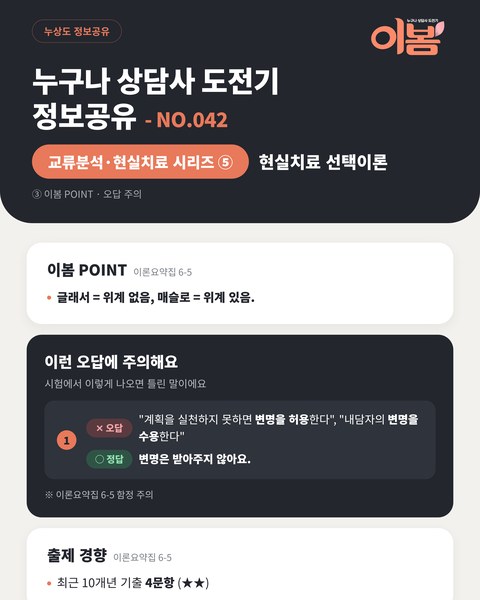 누상도 정보공유
누구나 상담사 도전기
이봄
누구나 상담사 도전기
정보공유 - NO.042
교류분석·현실치료 시리즈 ⑤ 현실치료 선택이론
③ 이봄 POINT · 오답 주의
이봄 POINT 이론요약집 6-5
• 글래서 = 위계 없음, 매슬로 = 위계 있음.
이런 오답에 주의해요
시험에서 이렇게 나오면 틀린 말이에요
1
× 오답 "계획을 실천하지 못하면 변명을 허용한다", "내담자의 변명을
수용한다"
○ 정답 변명은 받아주지 않아요.
※ 이론요약집 6-5 함정 주의
출제 경향 이론요약집 6-5
• 최근 10개년 기출 4문항 (★★)